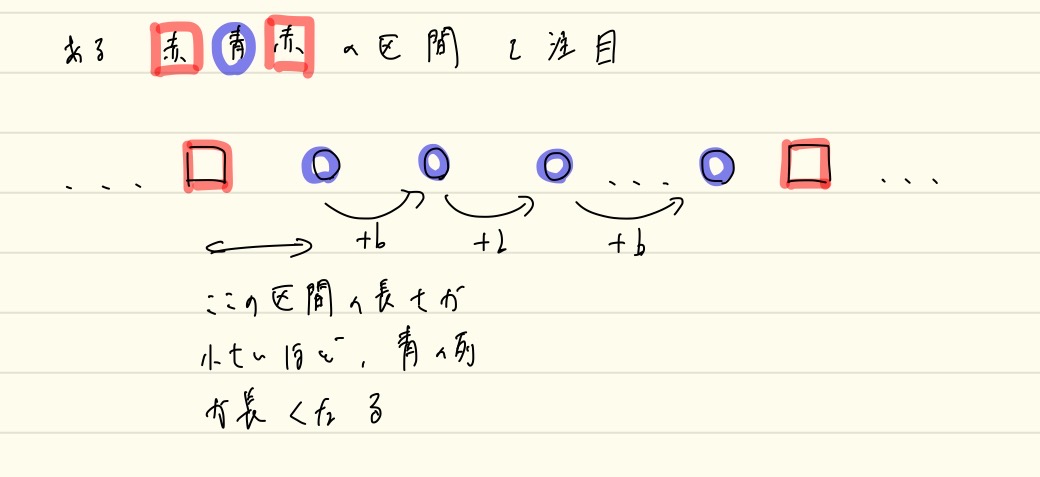 ある 赤 青 赤 の区間に注目
... ...
...
+b +b +b
ここの区間の長さが
小さいほど、青の列
が長くなる